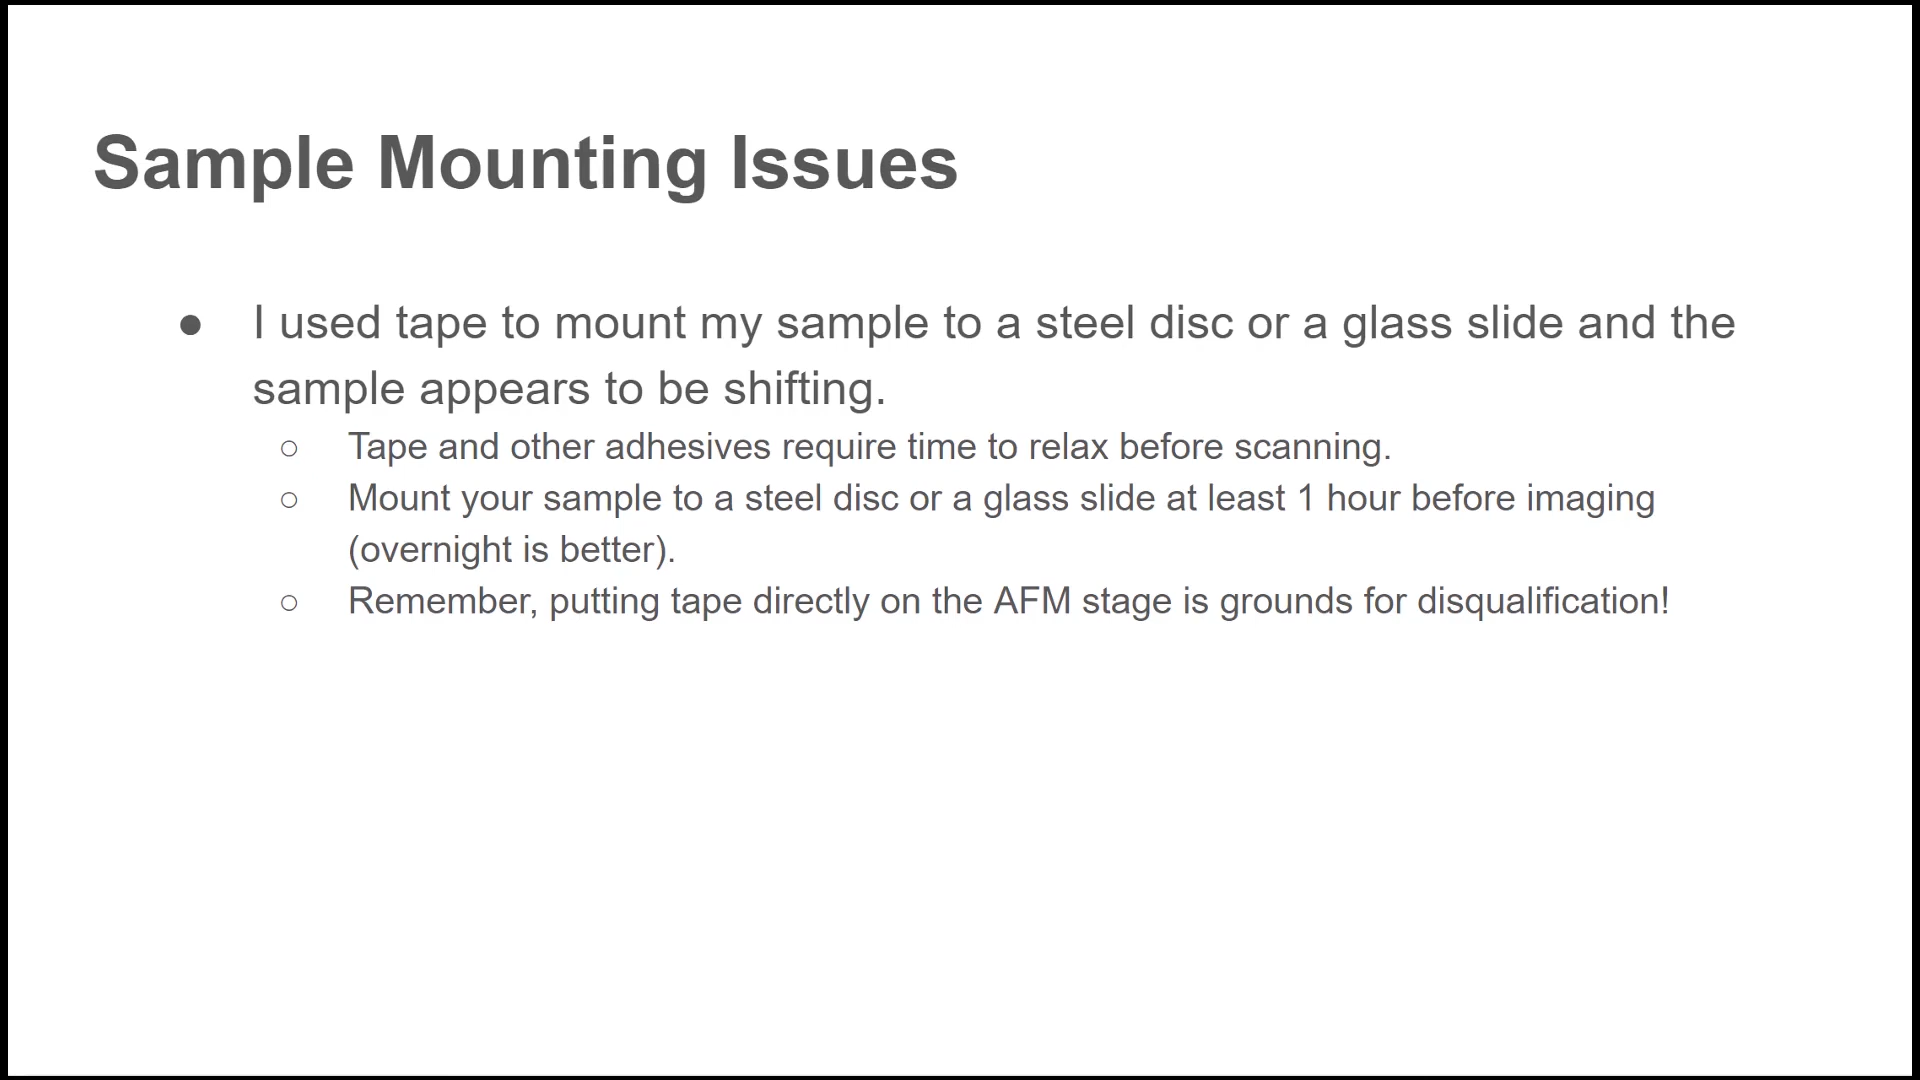 Sample Mounting Issues
● I used tape to mount my sample to a steel disc or a glass slide and the
sample appears to be shifting.
○ Tape and other adhesives require time to relax before scanning.
○ Mount your sample to a steel disc or a glass slide at least 1 hour before imaging
(overnight is better).
○ Remember, putting tape directly on the AFM stage is grounds for disqualification!